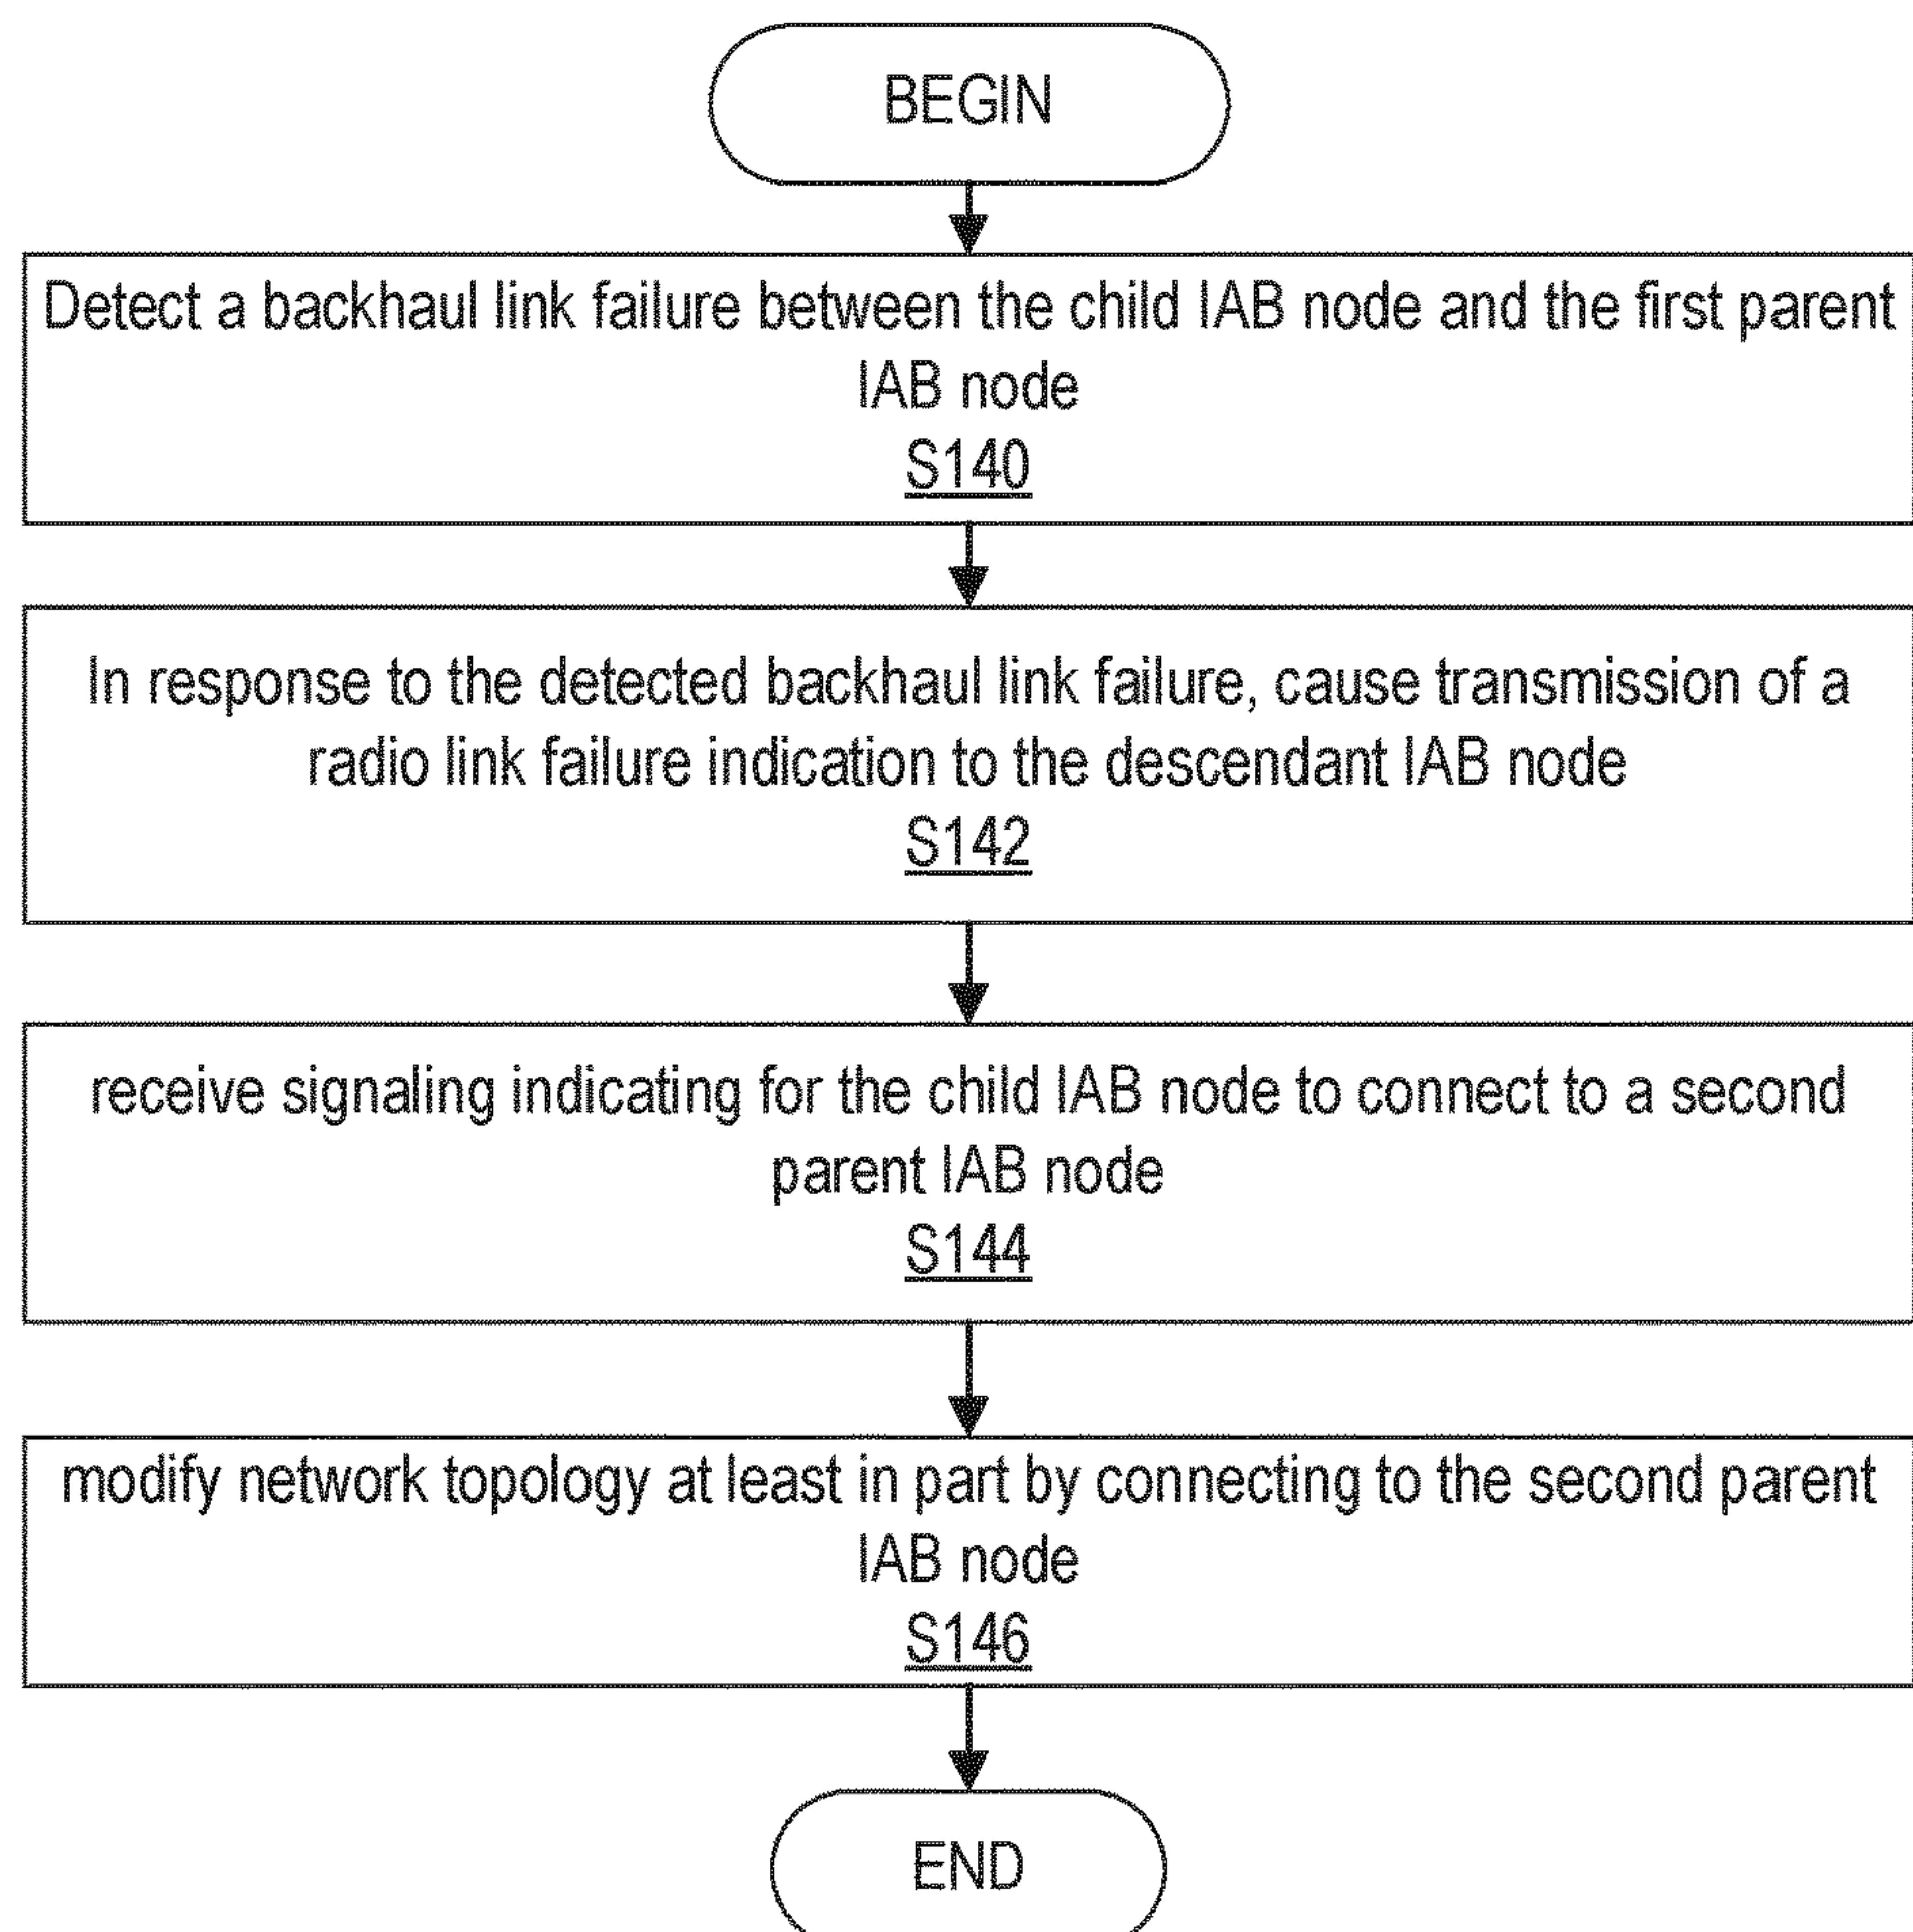 BEGIN
Detect a backhaul link failure between the child IAB node and the first parent
IAB node
S140
In response to the detected backhaul link failure, cause transmission of a
radio link failure indication to the descendant IAB node
S142
receive signaling indicating for the child IAB node to connect to a second
parent IAB node
S144
modify network topology at least in part by connecting to the second parent
IAB node
S146
END